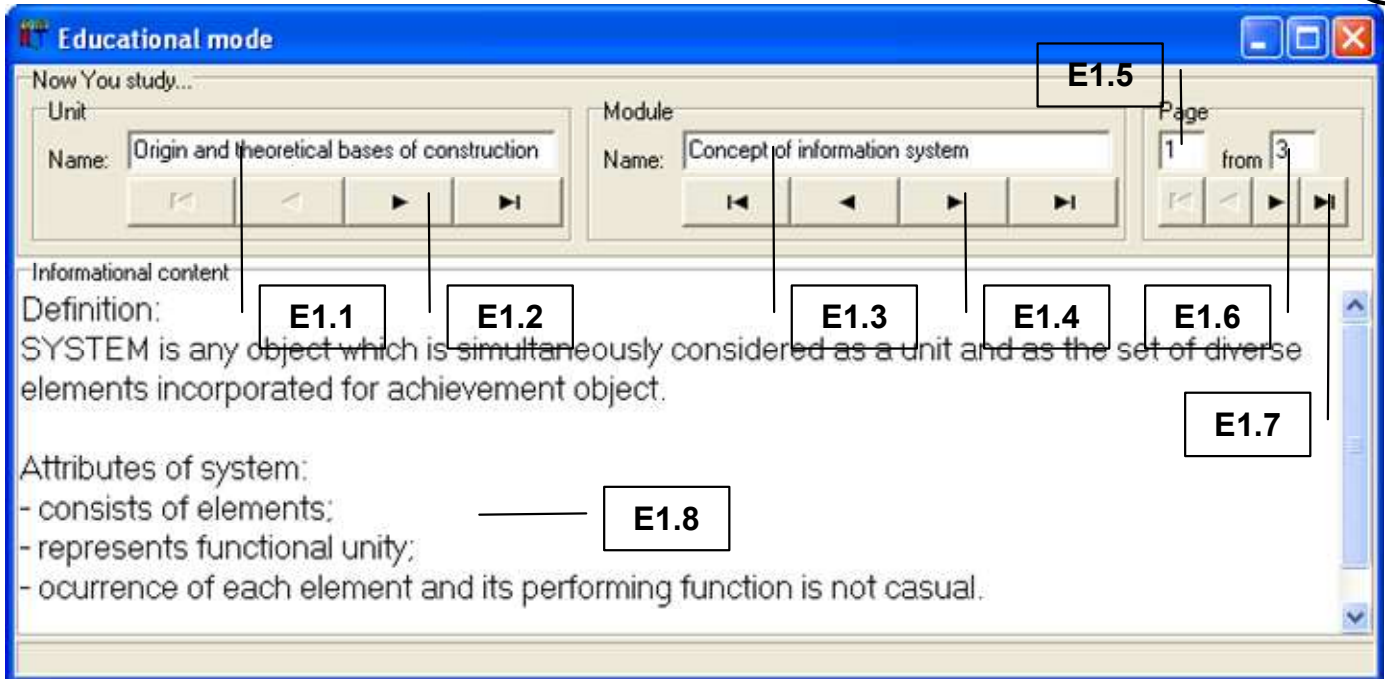 Educational mode
Now You study...
E1.5
Unit
Module
Page
Name: Origin and theoretical bases of construction
Name: Concept of information system
1 from 3
Informational content
E1.1
E1.2
E1.3
E1.4
E1.6
Definition:
SYSTEM is any object which is simultaneously considered as a unit and as the set of diverse
elements incorporated for achievement object.
E1.7
Attributes of system:
- consists of elements;
E1.8
- represents functional unity;
- ocurrence of each element and its performing function is not casual.